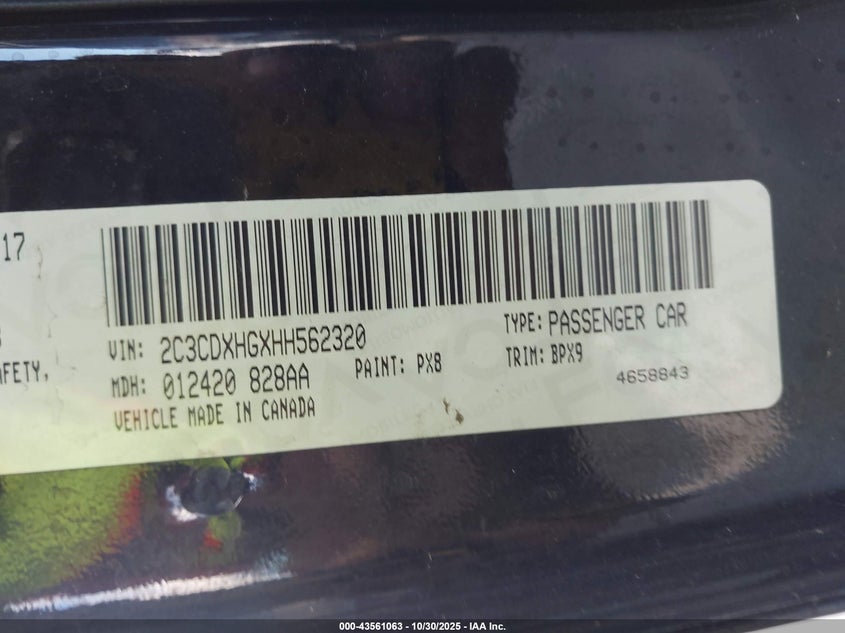 17
AFETY,
VIN: 2C3CDXHGXHH562320
TYPE: PASSENGER CAR
MDH: 012420 828AA
PAINT: PX8
TRIM: BPX9
4658843
VEHICLE MADE IN CANADA
000-43561063 - 10/30/2025 - IAA Inc.